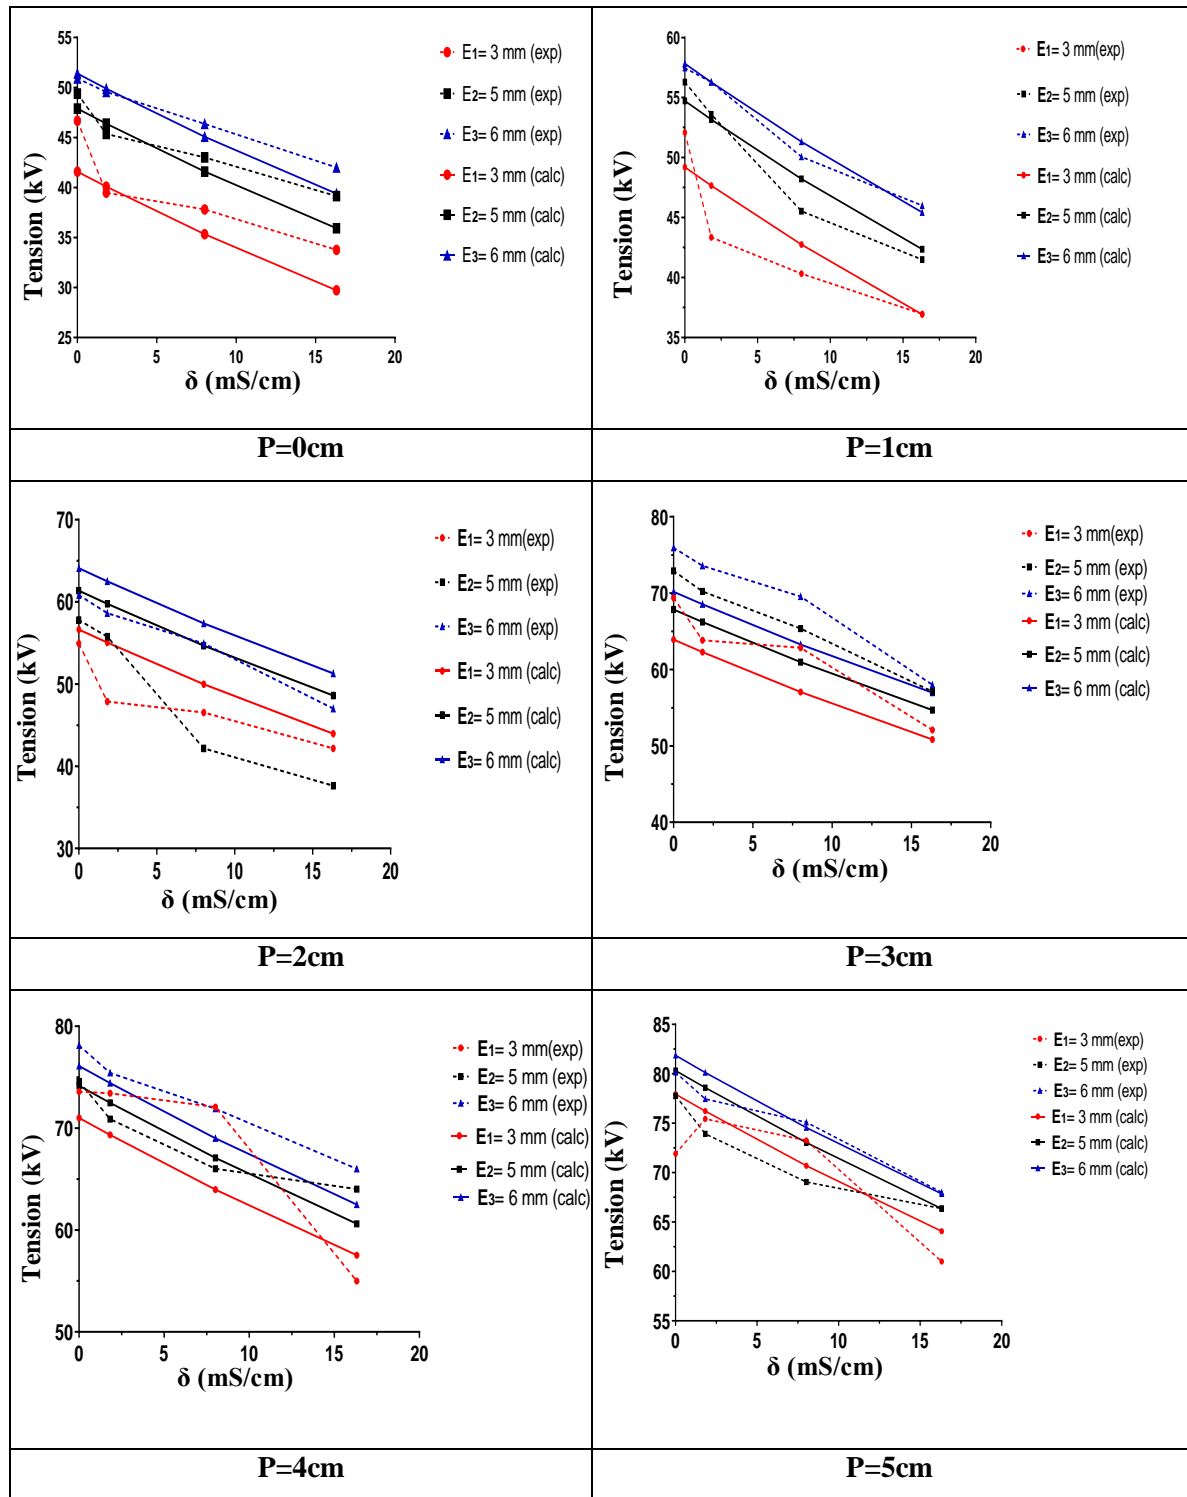 55
50
45
40
35
30
25
0
5
10
15
20
Tension (kV)
δ (mS/cm)
E1= 3 mm (exp)
E2= 5 mm (exp)
E3= 6 mm (exp)
E1= 3 mm (calc)
E2= 5 mm (calc)
E3= 6 mm (calc)
60
55
50
45
40
35
0
5
10
15
20
Tension (kV)
δ (mS/cm)
E1= 3 mm(exp)
E2= 5 mm (exp)
E3= 6 mm (exp)
E1= 3 mm (calc)
E2= 5 mm (calc)
E3= 6 mm (calc)
P=0cm
P=1cm
70
60
50
40
30
0
5
10
15
20
Tension (kV)
δ (mS/cm)
E1= 3 mm(exp)
E2= 5 mm (exp)
E3= 6 mm (exp)
E1= 3 mm (calc)
E2= 5 mm (calc)
E3= 6 mm (calc)
80
70
60
50
40
0
5
10
15
20
Tension (kV)
δ (mS/cm)
E1= 3 mm(exp)
E2= 5 mm (exp)
E3= 6 mm (exp)
E1= 3 mm (calc)
E2= 5 mm (calc)
E3= 6 mm (calc)
P=2cm
P=3cm
80
70
60
50
0
5
10
15
20
Tension (kV)
δ (mS/cm)
E1= 3 mm(exp)
E2= 5 mm (exp)
E3= 6 mm (exp)
E1= 3 mm (calc)
E2= 5 mm (calc)
E3= 6 mm (calc)
85
80
75
70
65
60
55
0
5
10
15
20
Tension (kV)
δ (mS/cm)
E1= 3 mm(exp)
E2= 5 mm (exp)
E3= 6 mm (exp)
E1= 3 mm (calc)
E2= 5 mm (calc)
E3= 6 mm (calc)
P=4cm
P=5cm